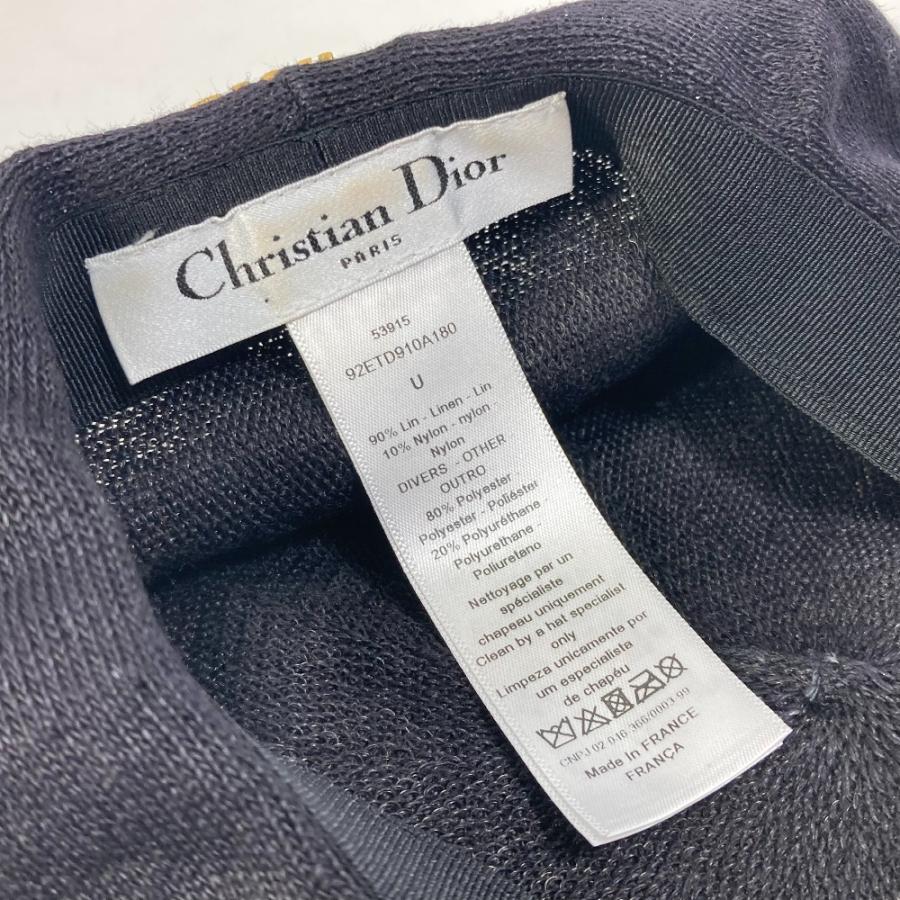 Christian Dior
PARIS
53915
92ETD910A180
U
90% Lin - Linen - Lin
10% Nylon - nylon -
Nylon
DIVERS - OTHER
OUTRO
80% Polyester -
Polyester - Poliéster
20% Polyuréthane -
Polyurethane -
Poliuretano
Nettoyage par un
spécialiste
chapeau uniquement
Clean by a hat specialist
only
Limpeza unicamente por
um especialista
de chapéu
CNPJ 02 046 366/0003 99
Made In FRANCE
FRANÇA